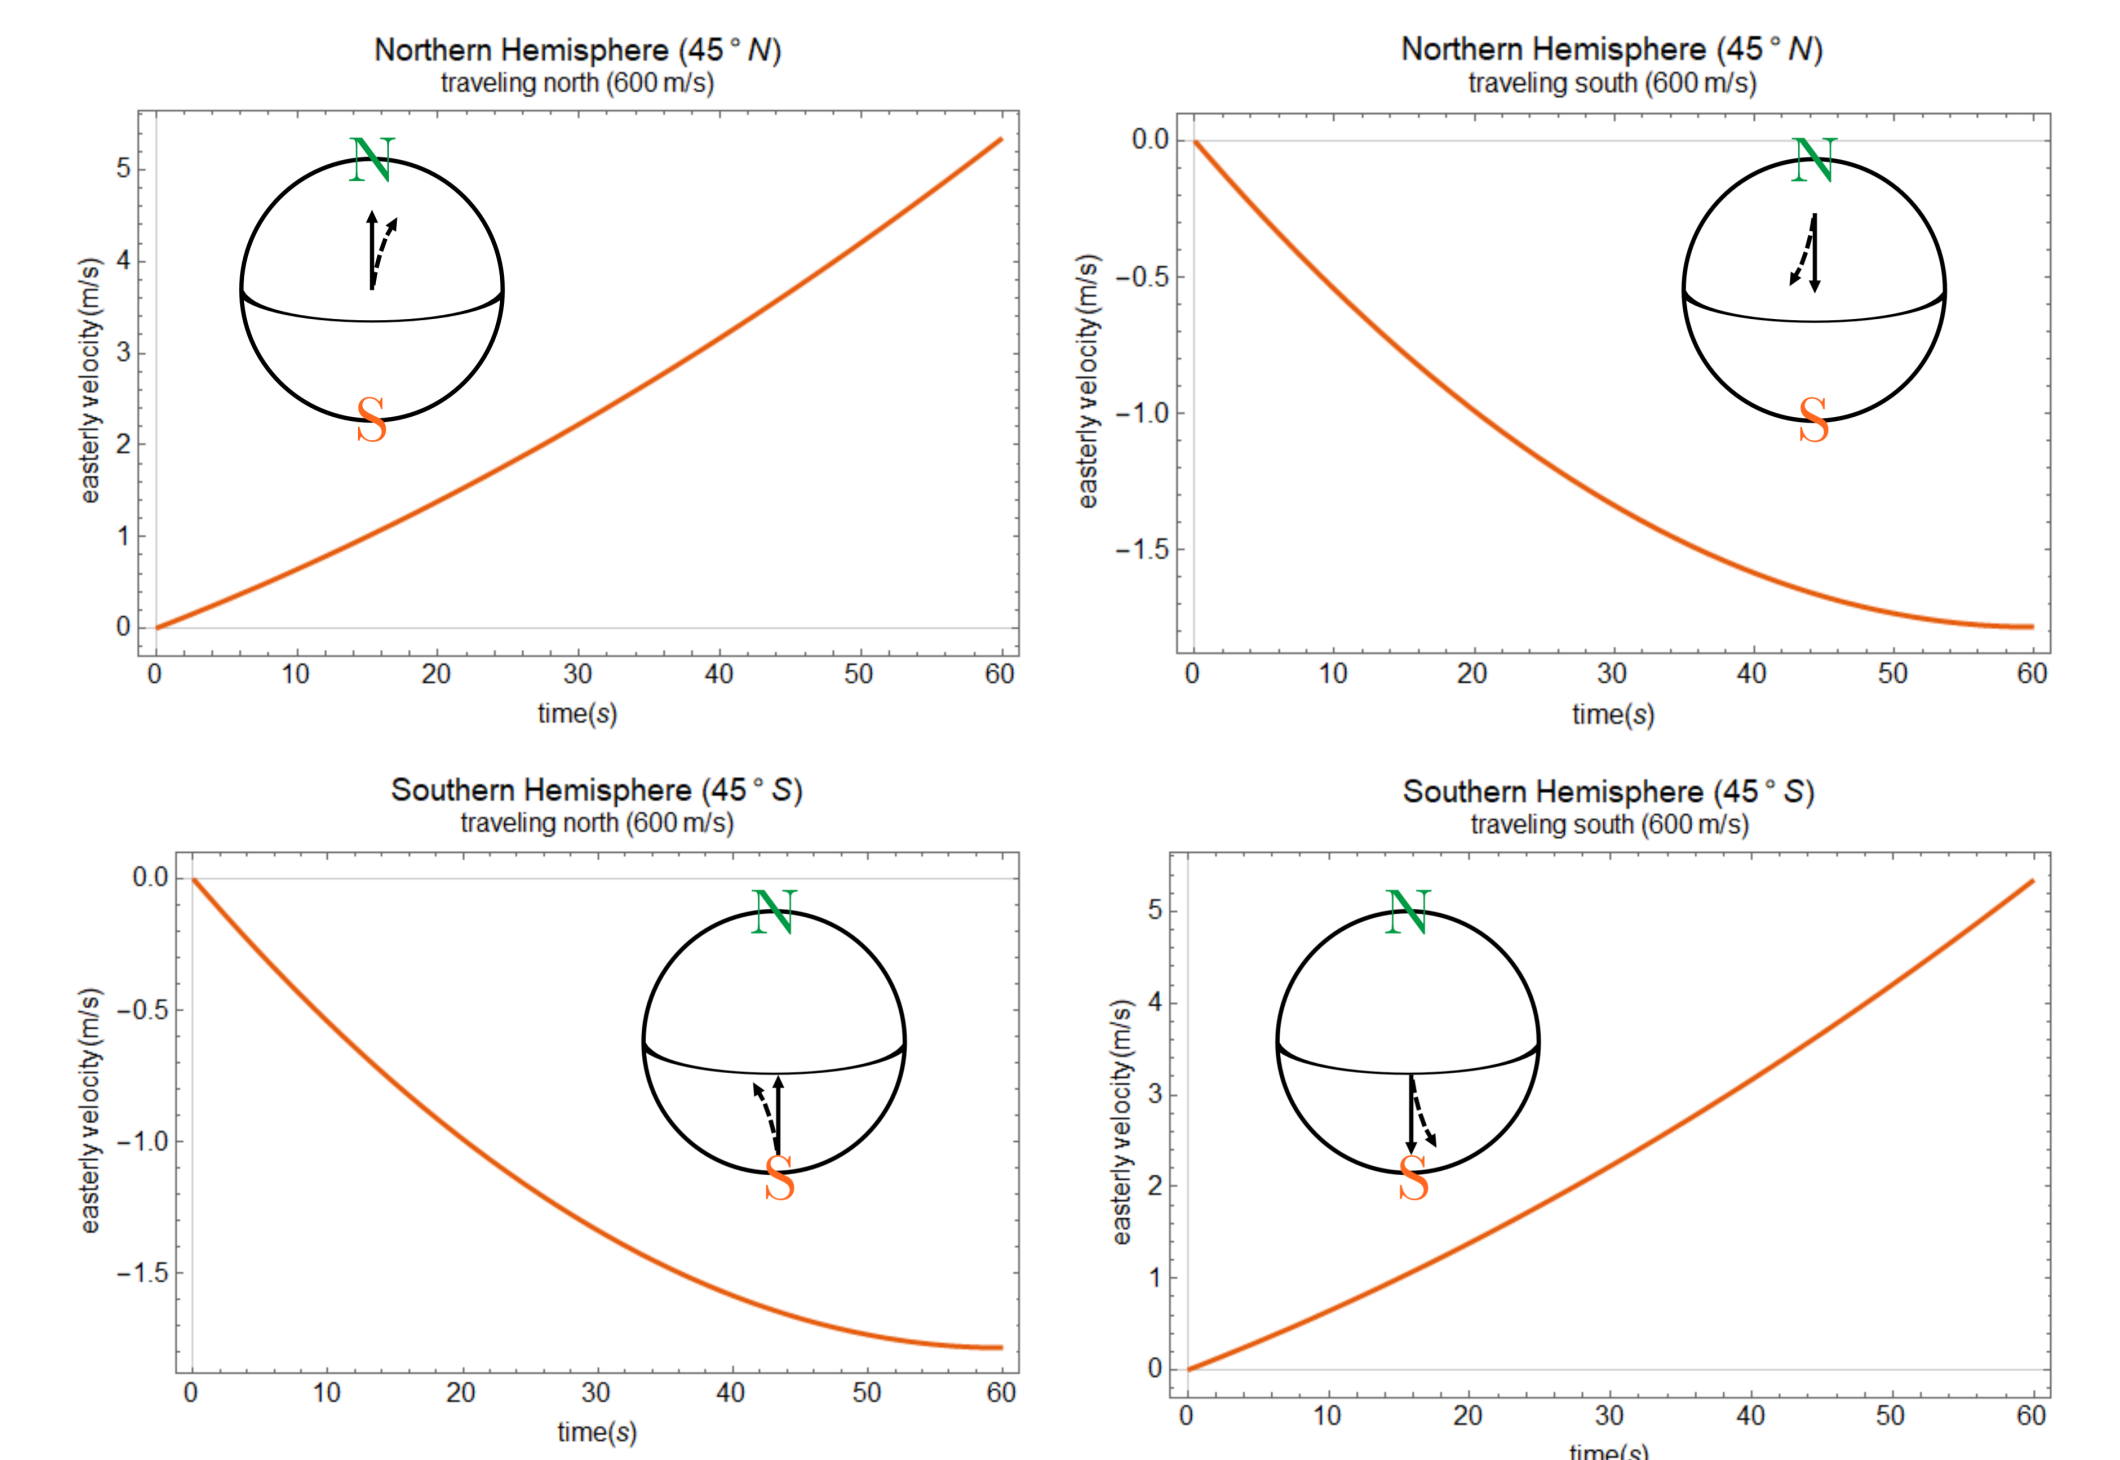 Northern Hemisphere (45° N)
traveling north (600 m/s)
easterly velocity(m/s)
5
4
3
2
1
0
N
S
0 10 20 30 40 50 60
time(s)
Northern Hemisphere (45° N)
traveling south (600 m/s)
easterly velocity(m/s)
0.0
−0.5
−1.0
−1.5
N
S
0 10 20 30 40 50 60
time(s)
Southern Hemisphere (45° S)
traveling north (600 m/s)
easterly velocity(m/s)
0.0
−0.5
−1.0
−1.5
N
S
0 10 20 30 40 50 60
time(s)
Southern Hemisphere (45° S)
traveling south (600 m/s)
easterly velocity(m/s)
5
4
3
2
1
0
N
S
0 10 20 30 40 50 60
time(s)